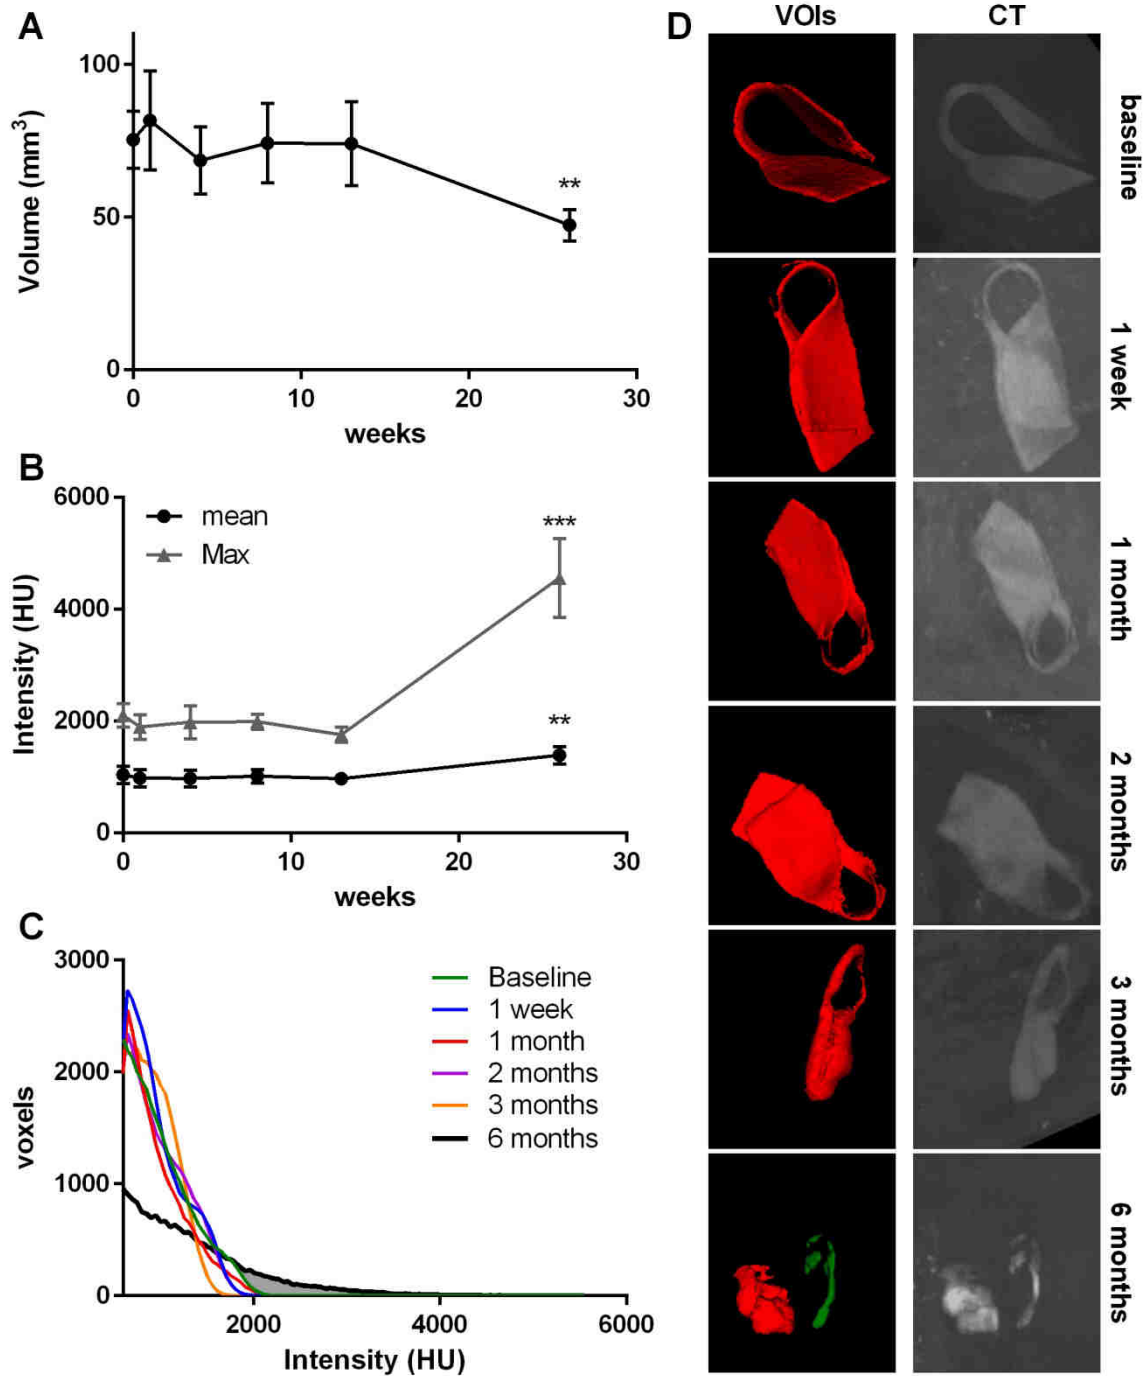 A
Volume (mm³)
100
50
0
**
0 10 20 30
weeks
B
Intensity (HU)
6000
4000
2000
0
mean
Max
***
**
0 10 20 30
weeks
C
voxels
3000
2000
1000
0
Baseline
1 week
1 month
2 months
3 months
6 months
2000 4000 6000
Intensity (HU)
D
VOIs CT
baseline
1 week
1 month
2 months
3 months
6 months